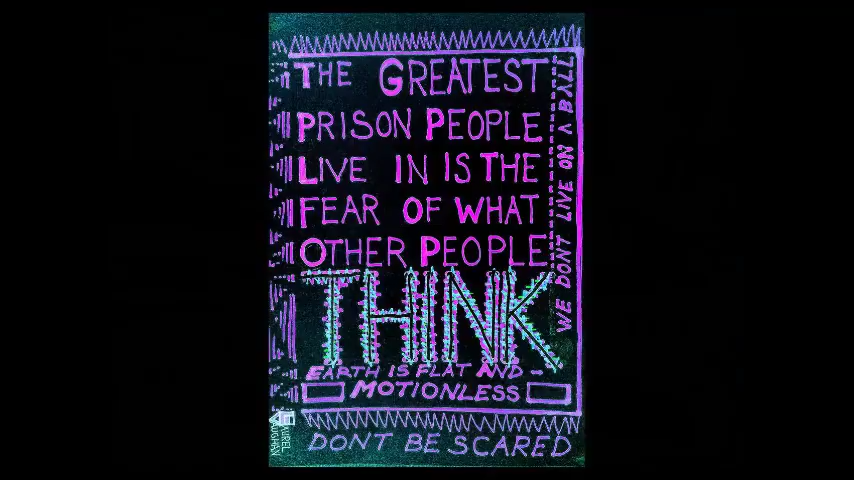 THE GREATEST
PRISON PEOPLE
LIVE IN IS THE
FEAR OF WHAT
OTHER PEOPLE
THINK
EARTH IS FLAT AND -
MOTIONLESS
DONT BE SCARED
WE DONT LIVE ON A BALL